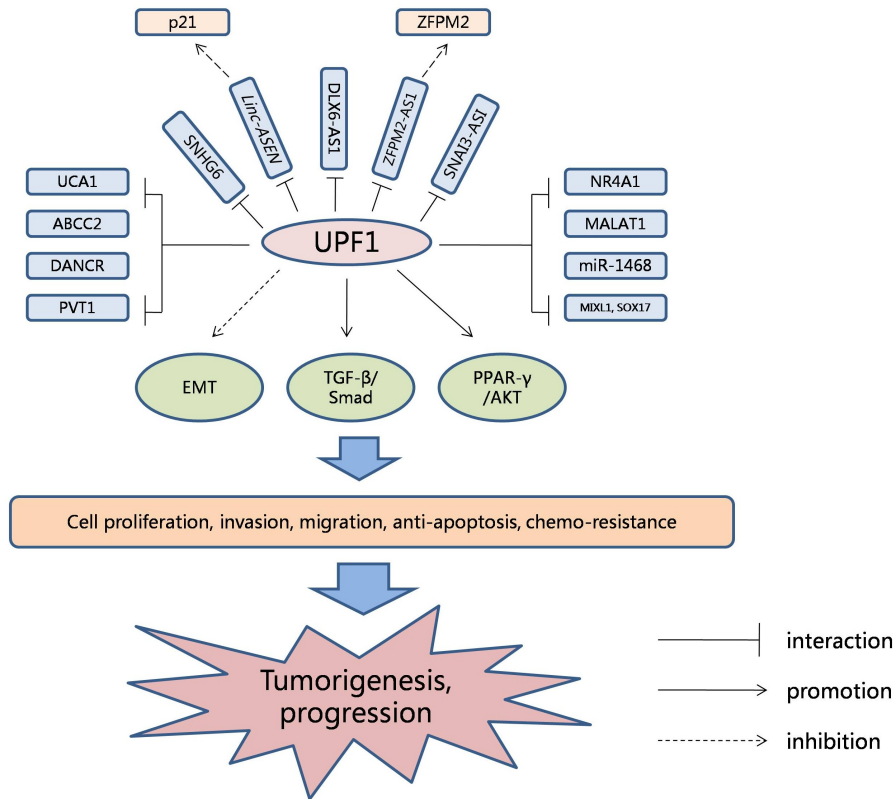 p21
ZFPM2
SNHG6
Linc-ASEN
DLX6-AS1
ZFPM2-AS1
SNAI3-ASI
UCA1
ABCC2
DANCR
PVT1
UPF1
NR4A1
MALAT1
miR-1468
MIXL1, SOX17
EMT
TGF-β/
Smad
PPAR-γ
/AKT
Cell proliferation, invasion, migration, anti-apoptosis, chemo-resistance
Tumorigenesis,
progression
interaction
promotion
inhibition